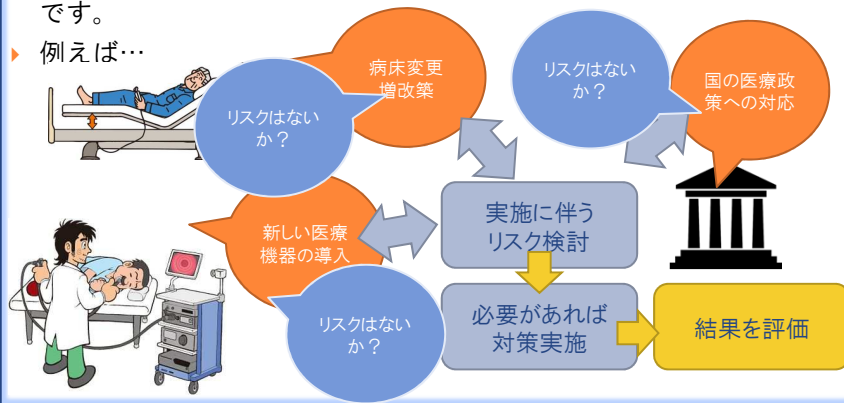 です。
例えば…
病床変更
増改築
リスクはない
か？
リスクはない
か？
国の医療政
策への対応
新しい医療
機器の導入
リスクはない
か？
実施に伴う
リスク検討
必要があれば
対策実施
結果を評価